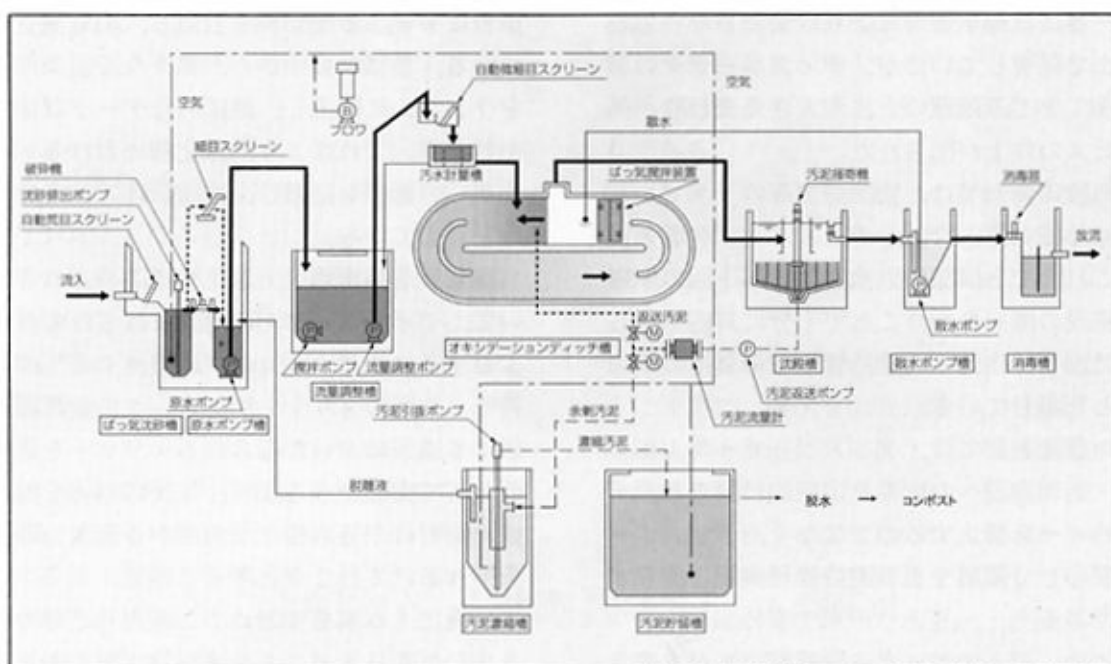 自動微細目スクリーン
空気
空気
ブロワ
散水
細目スクリーン
汚水計量槽
ばっ気撹拌装置
汚泥掻寄機
消毒器
破砕機
沈砂排出ポンプ
自動荒目スクリーン
放流
流入
返送汚泥
散水ポンプ
オキシデーションディッチ槽
沈殿槽
散水ポンプ槽
消毒槽
撹拌ポンプ
流量調整ポンプ
流量調整槽
汚泥返送ポンプ
原水ポンプ
汚泥流量計
ばっ気沈砂槽
原水ポンプ槽
汚泥引抜ポンプ
余剰汚泥
濃縮汚泥
脱離液
脱水
コンポスト
汚泥濃縮槽
汚泥貯留槽